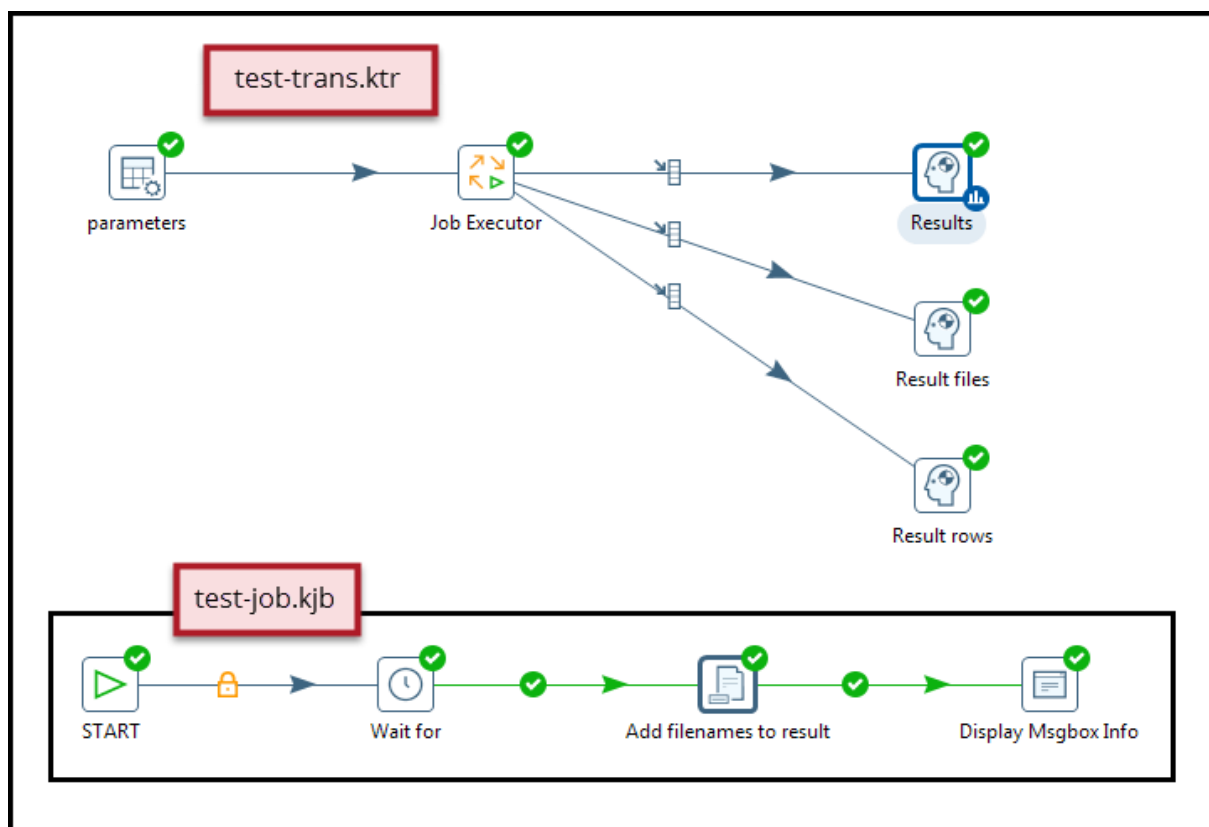 test-trans.ktr
parameters
Job Executor
Results
Result files
Result rows
test-job.kjb
START
Wait for
Add filenames to result
Display Msgbox Info